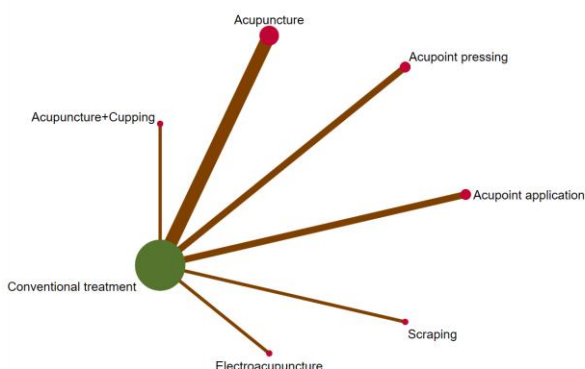 Acupuncture
Acupoint pressing
Acupuncture+Cupping
Acupoint application
Conventional treatment
Scraping
Electroacupuncture